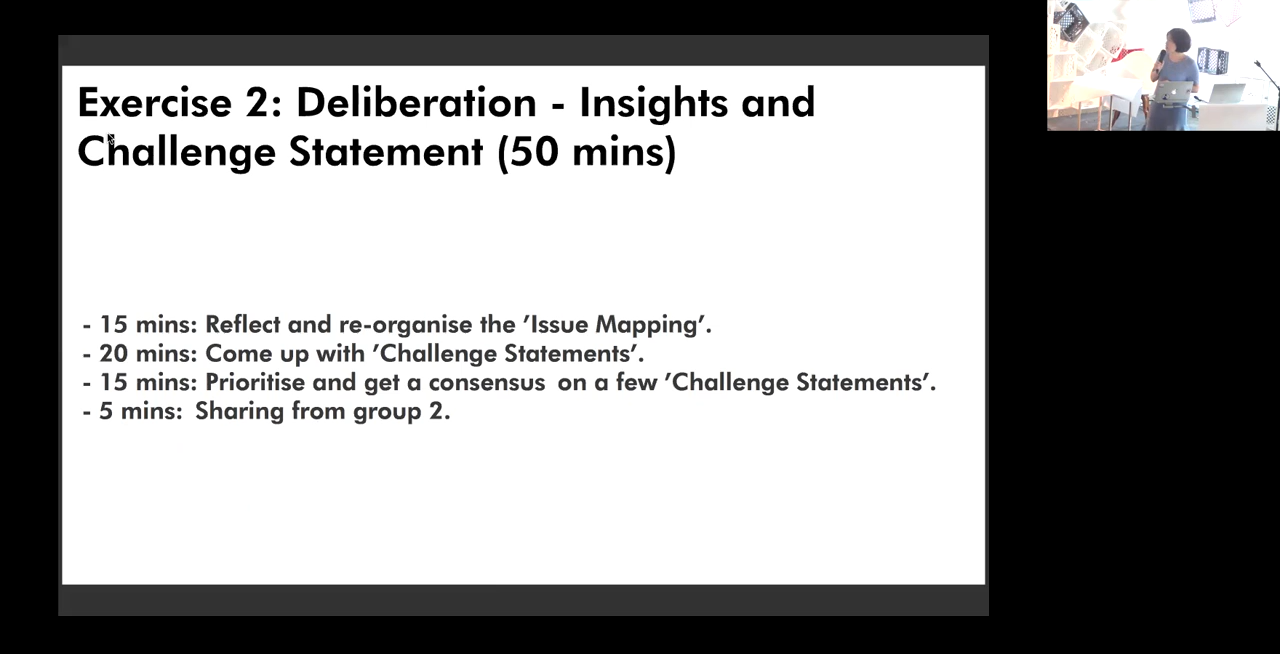 Exercise 2: Deliberation - Insights and
Challenge Statement (50 mins)
- 15 mins: Reflect and re-organise the 'Issue Mapping'.
- 20 mins: Come up with 'Challenge Statements'.
- 15 mins: Prioritise and get a consensus  on a few 'Challenge Statements'.
- 5 mins:  Sharing from group 2.